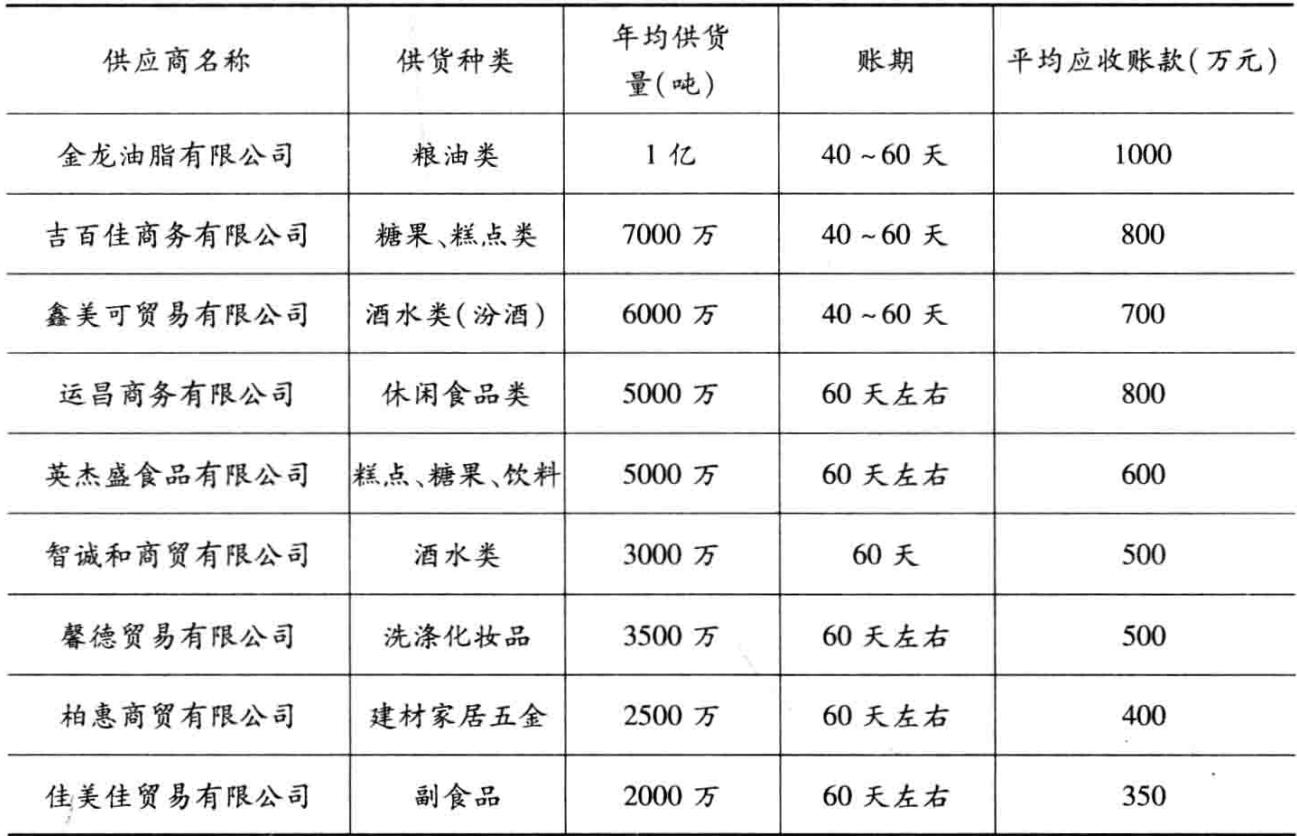 供应商名称 供货种类 年均供货量(吨) 账期 平均应收账款(万元)
金龙油脂有限公司 粮油类 1 亿 40 ~ 60 天 1000
吉百佳商务有限公司 糖果、糕点类 7000 万 40 ~ 60 天 800
鑫美可贸易有限公司 酒水类(汾酒) 6000 万 40 ~ 60 天 700
运昌商务有限公司 休闲食品类 5000 万 60 天左右 800
英杰盛食品有限公司 糕点、糖果、饮料 5000 万 60 天左右 600
智诚和商贸有限公司 酒水类 3000 万 60 天 500
馨德贸易有限公司 洗涤化妆品 3500 万 60 天左右 500
柏惠商贸有限公司 建材家居五金 2500 万 60 天左右 400
佳美佳贸易有限公司 副食品 2000 万 60 天左右 350